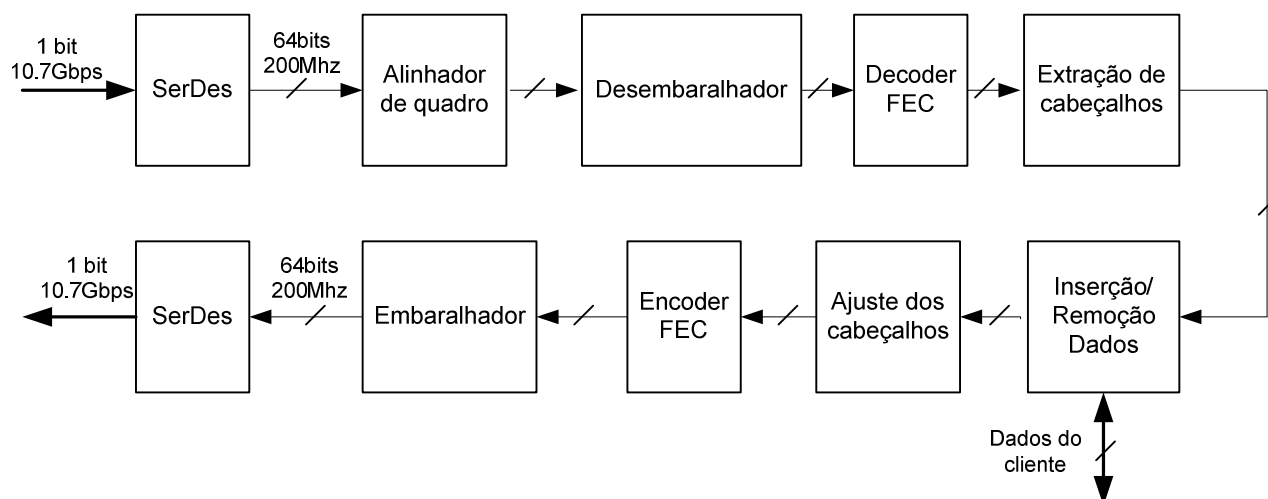 1 bit
10.7Gbps
SerDes
64bits
200Mhz
Alinhador
de quadro
Desembaralhador
Decoder
FEC
Extração de
cabeçalhos
1 bit
10.7Gbps
SerDes
64bits
200Mhz
Embaralhador
Encoder
FEC
Ajuste dos
cabeçalhos
Inserção/
Remoção
Dados
Dados do
cliente